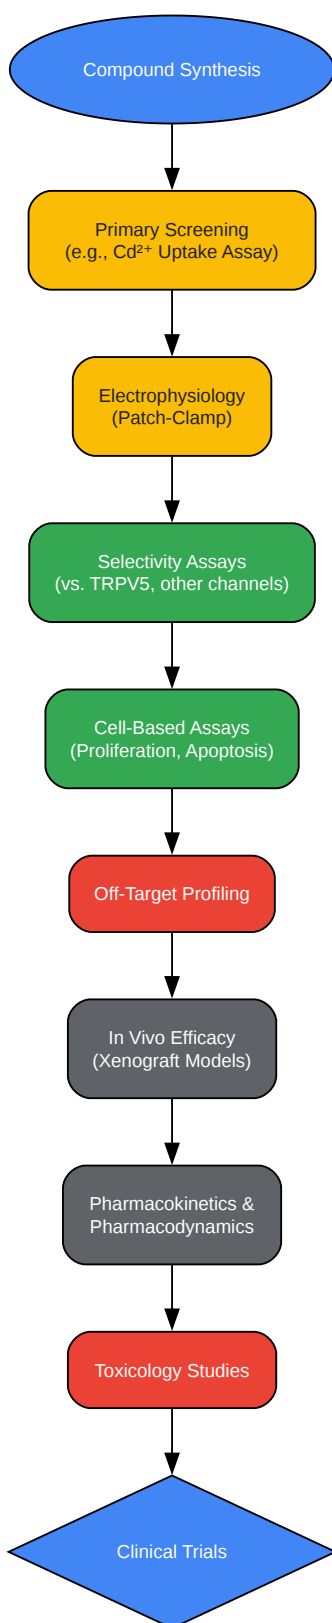 Compound Synthesis
Primary Screening
(e.g., Cd²⁺ Uptake Assay)
Electrophysiology
(Patch-Clamp)
Selectivity Assays
(vs. TRPV5, other channels)
Cell-Based Assays
(Proliferation, Apoptosis)
Off-Target Profiling
In Vivo Efficacy
(Xenograft Models)
Pharmacokinetics &
Pharmacodynamics
Toxicology Studies
Clinical Trials